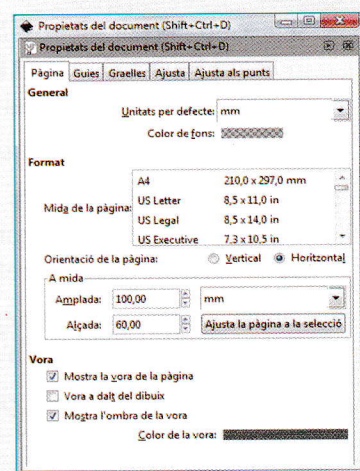 Propietats del document (Shift+Ctrl+D)
Propietats del document (Shift+Ctrl+D)
Pàgina Guies Graelles Ajusta Ajusta als punts
General
Unitats per defecte: mm
Color de fons:
Format
Mida de la pàgina:
A4 210,0 x 297,0 mm
US Letter 8,5 x 11,0 in
US Legal 8,5 x 14,0 in
US Executive 7,3 x 10,5 in
Orientació de la pàgina: Vertical Horitzontal
A mida
Amplada: 100,00 mm
Alçada: 60,00 Ajusta la pàgina a la selecció
Vora
Mostra la vora de la pàgina
Vora a dalt del dibuix
Mostra l'ombra de la vora
Color de la vora: